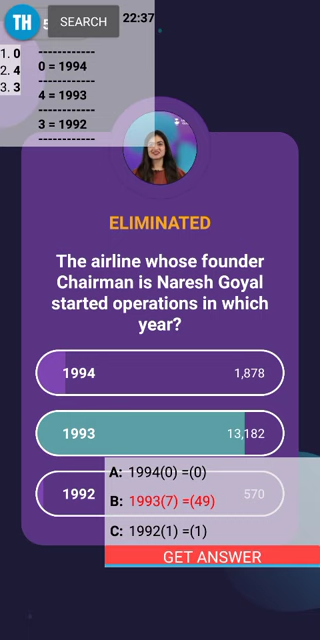 TH
5
SEARCH
22:37
1. 0
2. 4
3. 3
------------
0 = 1994
------------
4 = 1993
------------
3 = 1992
------------
ELIMINATED
The airline whose founder
Chairman is Naresh Goyal
started operations in which
year?
1994 1,878
1993 13,182
1992 570
A: 1994(0) =(0)
B: 1993(7) =(49)
C: 1992(1) =(1)
GET ANSWER